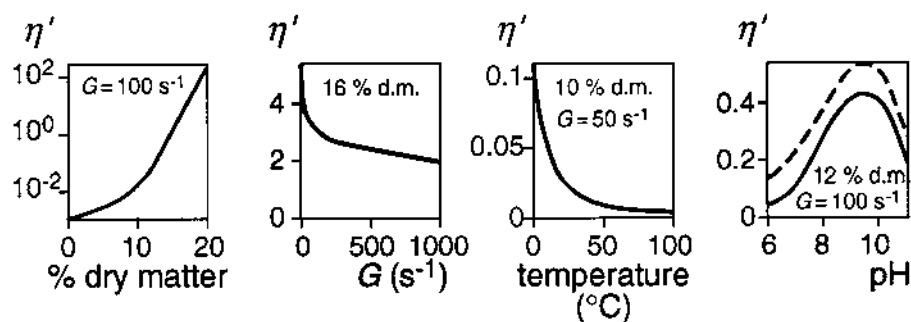 η′
G = 100 s⁻¹
10²
10⁰
10⁻²
0 10 20
% dry matter
η′
16 % d.m.
4
2
0
0 500 1000
G (s⁻¹)
η′
10 % d.m.
G = 50 s⁻¹
0.1
0.05
0
0 50 100
temperature
(°C)
η′
0.4
0.2
0
12 % d.m.
G = 100 s⁻¹
6 8 10
pH